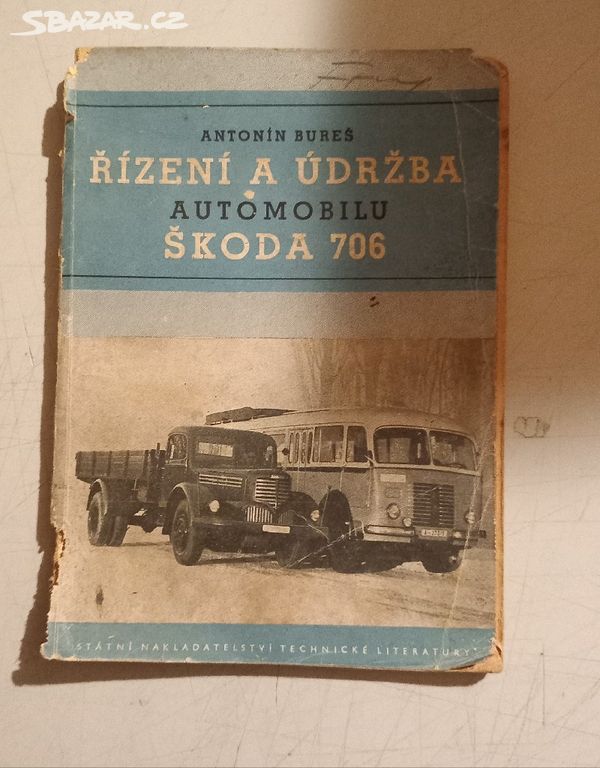 SBAZAR.CZ
ANTONÍN BUREŠ
ŘÍZENÍ A ÚDRŽBA
AUTOMOBILU
ŠKODA 706
STÁTNÍ NAKLADATELSTVÍ TECHNICKÉ LITERATURY